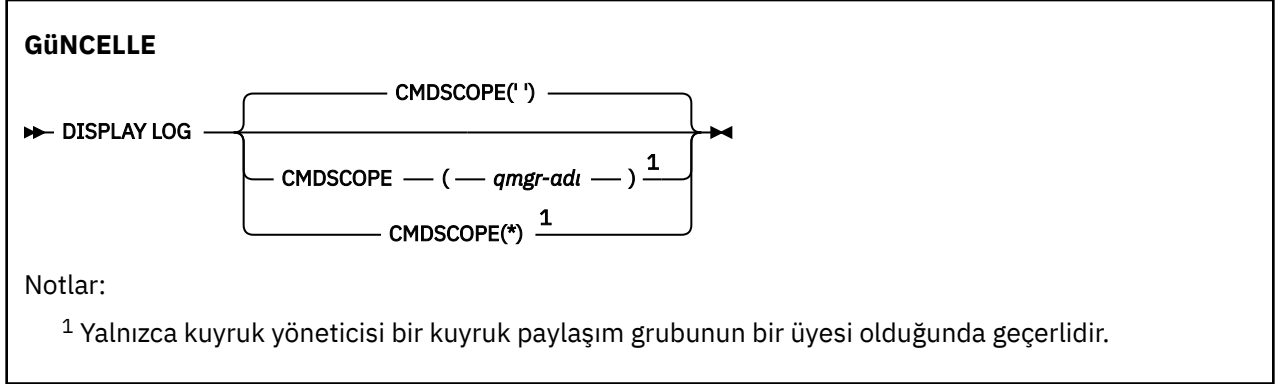 GüNCELLE
CMDSCOPE(' ')
DISPLAY LOG
CMDSCOPE ( qmgr-adı ) 1
CMDSCOPE(*) 1
Notlar:
1 Yalnızca kuyruk yöneticisi bir kuyruk paylaşım grubunun bir üyesi olduğunda geçerlidir.